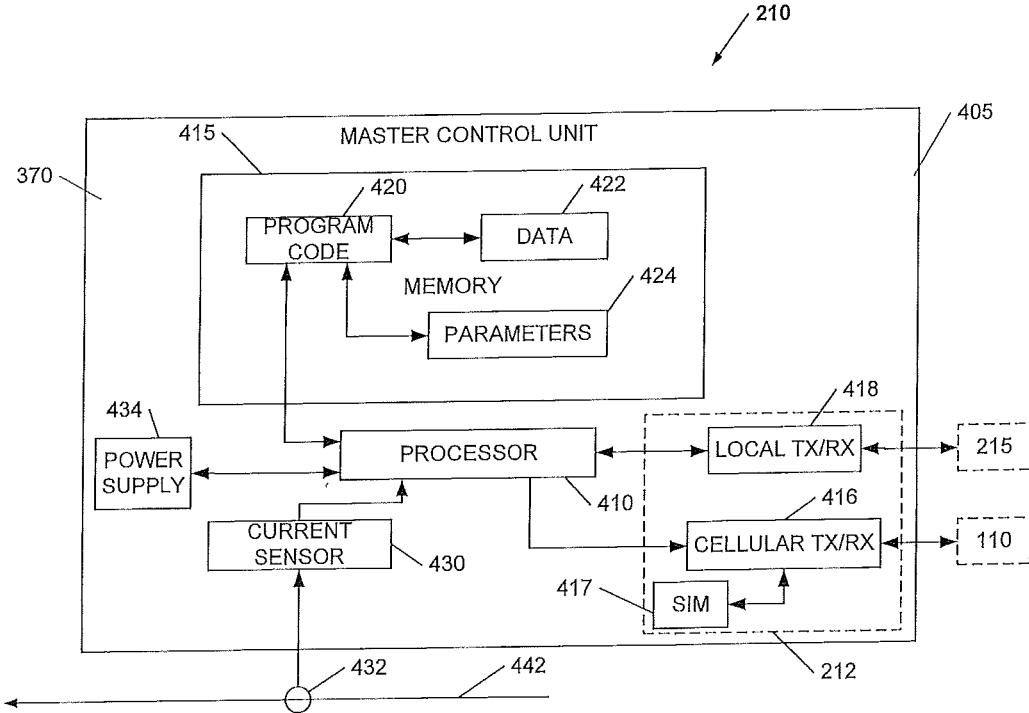 210
405
415
MASTER CONTROL UNIT
370
420
422
PROGRAM
CODE
DATA
MEMORY
424
PARAMETERS
434
418
POWER
SUPPLY
PROCESSOR
LOCAL TX/RX
215
410
416
CURRENT
SENSOR
430
CELLULAR TX/RX
110
417
SIM
432
442
212